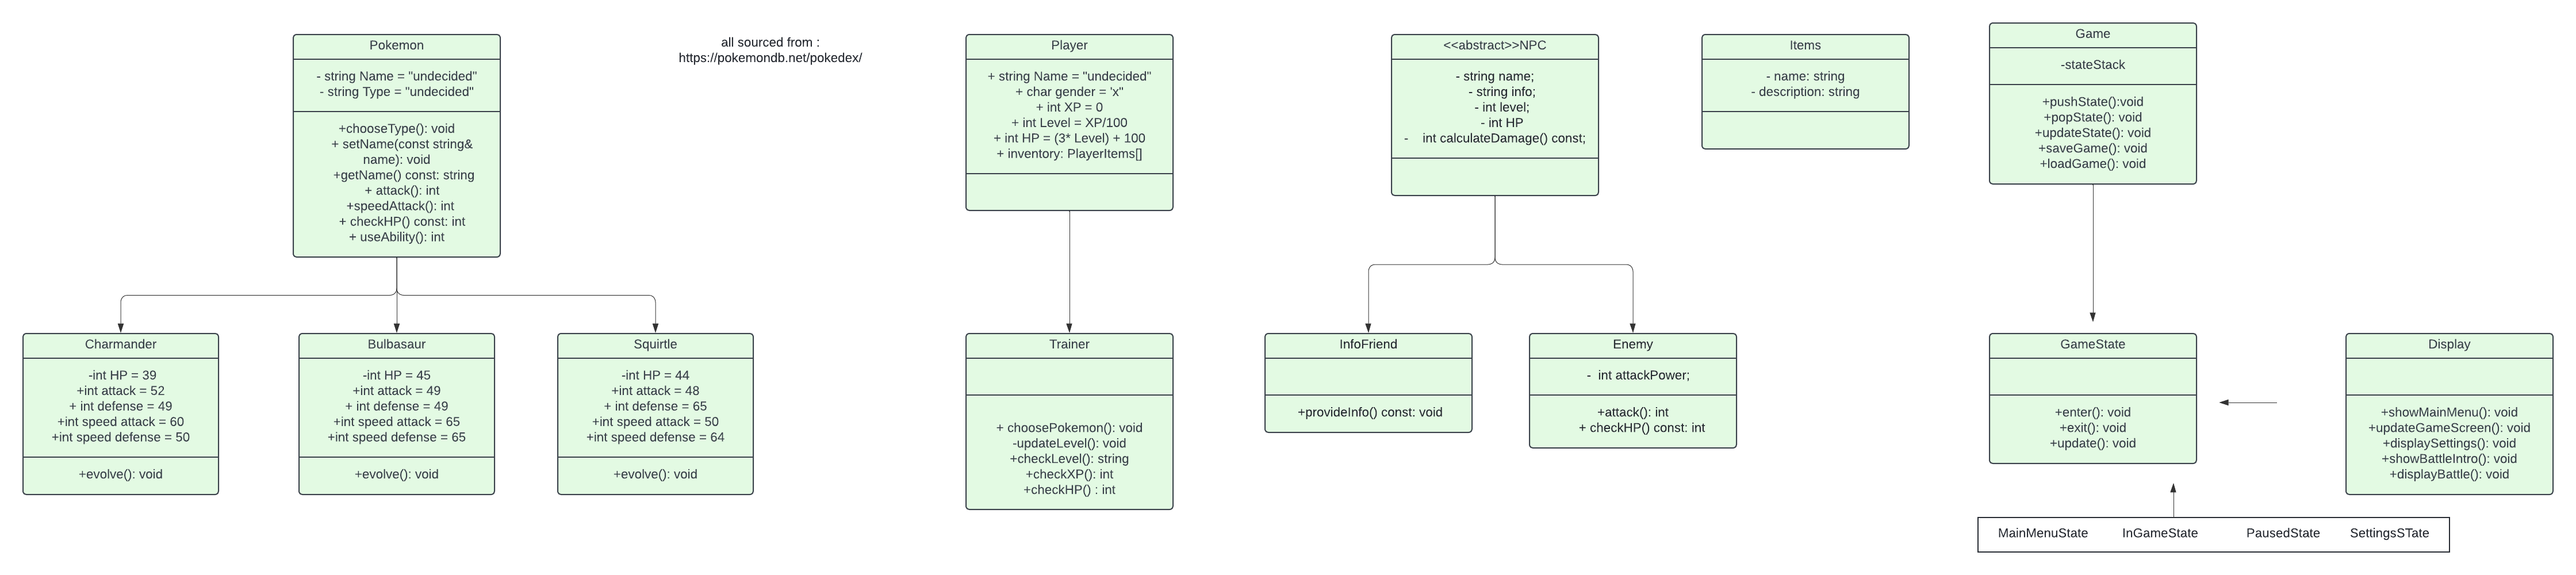 Pokemon
- string Name = "undecided"
- string Type = "undecided"
+chooseType(): void
+ setName(const string&
name): void
+getName() const: string
+ attack(): int
+speedAttack(): int
+ checkHP() const: int
+ useAbility(): int
all sourced from :
https://pokemondb.net/pokedex/
Player
+ string Name = "undecided"
+ char gender = 'x"
+ int XP = 0
+ int Level = XP/100
+ int HP = (3* Level) + 100
+ inventory: PlayerItems[]
<<abstract>>NPC
- string name;
- string info;
- int level;
- int HP
- int calculateDamage() const;
Items
- name: string
- description: string
Game
-stateStack
+pushState():void
+popState(): void
+updateState(): void
+saveGame(): void
+loadGame(): void
Charmander
-int HP = 39
+int attack = 52
+ int defense = 49
+int speed attack = 60
+int speed defense = 50
+evolve(): void
Bulbasaur
-int HP = 45
+int attack = 49
+ int defense = 49
+int speed attack = 65
+int speed defense = 65
+evolve(): void
Squirtle
-int HP = 44
+int attack = 48
+ int defense = 65
+int speed attack = 50
+int speed defense = 64
+evolve(): void
Trainer
+ choosePokemon(): void
-updateLevel(): void
+checkLevel(): string
+checkXP(): int
+checkHP() : int
InfoFriend
+provideInfo() const: void
Enemy
- int attackPower;
+attack(): int
+ checkHP() const: int
GameState
+enter(): void
+exit(): void
+update(): void
Display
+showMainMenu(): void
+updateGameScreen(): void
+displaySettings(): void
+showBattleIntro(): void
+displayBattle(): void
MainMenuState InGameState PausedState SettingsSTate